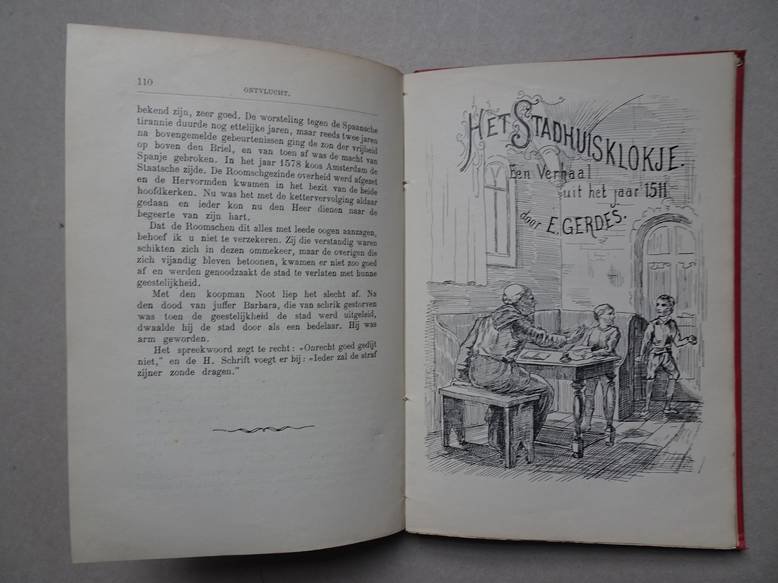 110
ONTVLUCHT.
bekend zijn, zeer goed. De worsteling tegen de Spaansche
tirannie duurde nog ettelijke jaren, maar reeds twee jaren
na bovengemelde gebeurtenissen ging de zon der vrijheid
op boven den Briel, en van toen af was de macht van
Spanje gebroken. In het jaar 1578 koos Amsterdam de
Staatsche zijde. De Roomschgezinde overheid werd afgezet
en de Hervormden kwamen in het bezit van de beide
hoofdkerken. Nu was het met de kettervervolging aldaar
gedaan en ieder kon nu den Heer dienen naar de
begeerte van zijn hart.
Dat de Roomschen dit alles met leede oogen aanzagen,
behoef ik u niet te verzekeren. Zij die verstandig waren
schikten zich in dezen ommekeer, maar de overigen die
zich vijandig bleven betoonen, kwamen er niet zoo goed
af en werden genoodzaakt de stad te verlaten met hunne
geestelijkheid.
Met den koopman Noot liep het slecht af. Na
den dood van juffer Barbara, die van schrik gestorven
was toen de geestelijkheid de stad werd uitgeleid,
dwaalde hij de stad door als een bedelaar. Hij was
arm geworden.
Het spreekwoord zegt te recht: «Onrecht goed gedijt
niet," en de H. Schrift voegt er bij: «Ieder zal de straf
zijner zonde dragen."
HET STADHUISKLOKJE.
Een Verhaal
uit het jaar 1511.
door E. GERDES.